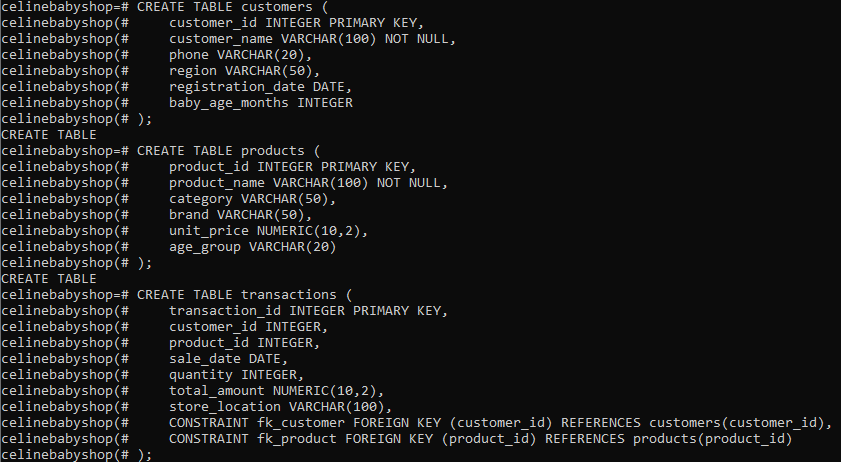 celinebabyshop=# CREATE TABLE customers (
celinebabyshop(#     customer_id INTEGER PRIMARY KEY,
celinebabyshop(#     customer_name VARCHAR(100) NOT NULL,
celinebabyshop(#     phone VARCHAR(20),
celinebabyshop(#     region VARCHAR(50),
celinebabyshop(#     registration_date DATE,
celinebabyshop(#     baby_age_months INTEGER
celinebabyshop(# );
CREATE TABLE
celinebabyshop=# CREATE TABLE products (
celinebabyshop(#     product_id INTEGER PRIMARY KEY,
celinebabyshop(#     product_name VARCHAR(100) NOT NULL,
celinebabyshop(#     category VARCHAR(50),
celinebabyshop(#     brand VARCHAR(50),
celinebabyshop(#     unit_price NUMERIC(10,2),
celinebabyshop(#     age_group VARCHAR(20)
celinebabyshop(# );
CREATE TABLE
celinebabyshop=# CREATE TABLE transactions (
celinebabyshop(#     transaction_id INTEGER PRIMARY KEY,
celinebabyshop(#     customer_id INTEGER,
celinebabyshop(#     product_id INTEGER,
celinebabyshop(#     sale_date DATE,
celinebabyshop(#     quantity INTEGER,
celinebabyshop(#     total_amount NUMERIC(10,2),
celinebabyshop(#     store_location VARCHAR(100),
celinebabyshop(#     CONSTRAINT fk_customer FOREIGN KEY (customer_id) REFERENCES customers(customer_id),
celinebabyshop(#     CONSTRAINT fk_product FOREIGN KEY (product_id) REFERENCES products(product_id)
celinebabyshop(# );